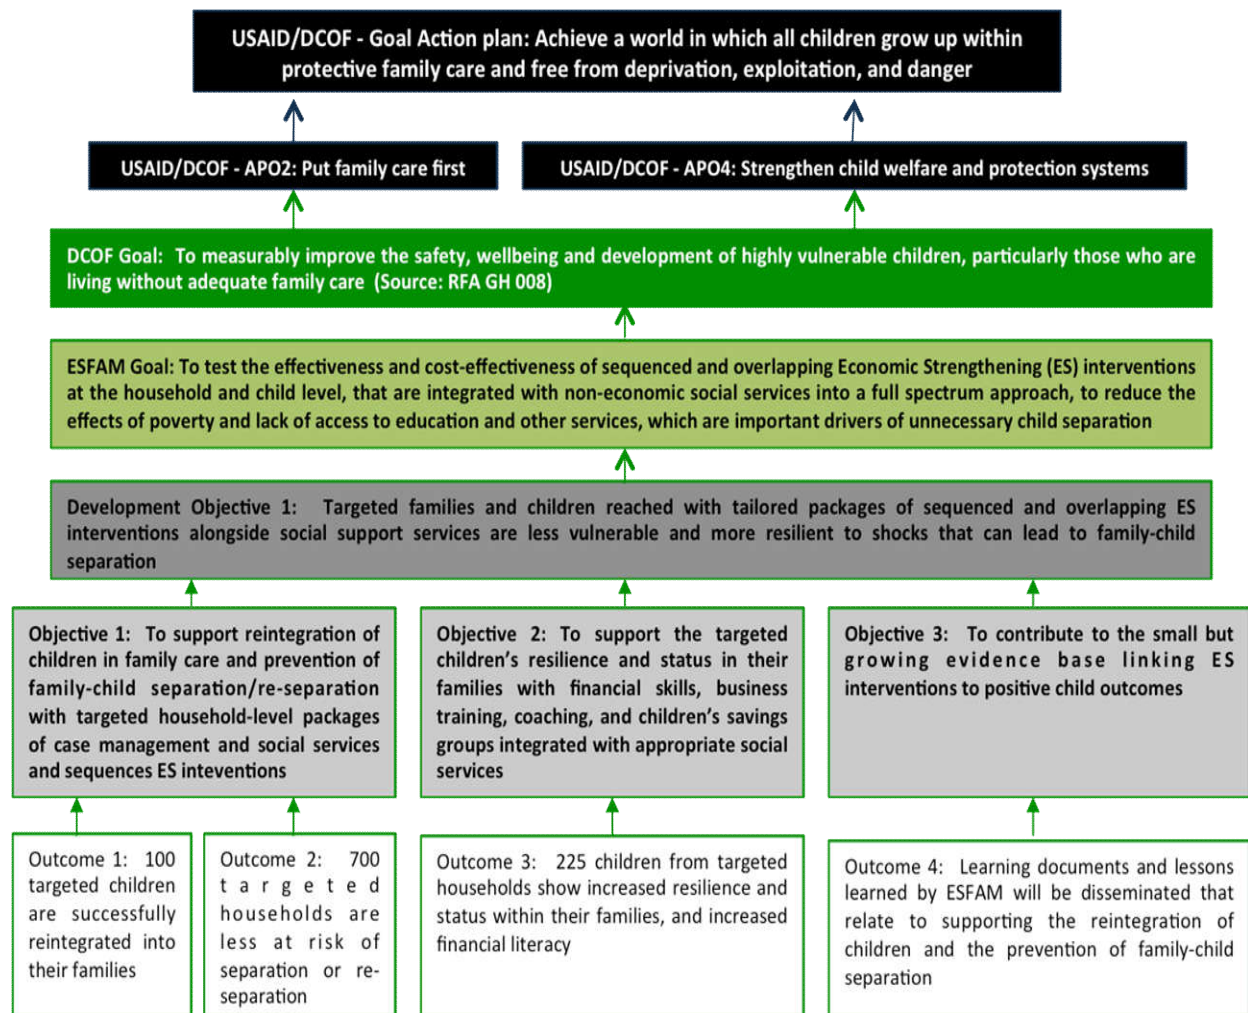 USAID/DCOF - Goal Action plan: Achieve a world in which all children grow up within
protective family care and free from deprivation, exploitation, and danger
USAID/DCOF - APO2: Put family care first
USAID/DCOF - APO4: Strengthen child welfare and protection systems
DCOF Goal: To measurably improve the safety, wellbeing and development of highly vulnerable children, particularly those who are
living without adequate family care (Source: RFA GH 008)
ESFAM Goal: To test the effectiveness and cost-effectiveness of sequenced and overlapping Economic Strengthening (ES) interventions
at the household and child level, that are integrated with non-economic social services into a full spectrum approach, to reduce the
effects of poverty and lack of access to education and other services, which are important drivers of unnecessary child separation
Development Objective 1: Targeted families and children reached with tailored packages of sequenced and overlapping ES
interventions alongside social support services are less vulnerable and more resilient to shocks that can lead to family-child
separation
Objective 1: To support reintegration of
children in family care and prevention of
family-child separation/re-separation
with targeted household-level packages
of case management and social services
and sequences ES inteventions
Objective 2: To support the targeted
children's resilience and status in their
families with financial skills, business
training, coaching, and children's savings
groups integrated with appropriate social
services
Objective 3: To contribute to the small but
growing evidence base linking ES
interventions to positive child outcomes
Outcome 1: 100
targeted children
are successfully
reintegrated into
their families
Outcome 2: 700
targeted
households are
less at risk of
separation or re-
separation
Outcome 3: 225 children from targeted
households show increased resilience and
status within their families, and increased
financial literacy
Outcome 4: Learning documents and lessons
learned by ESFAM will be disseminated that
relate to supporting the reintegration of
children and the prevention of family-child
separation